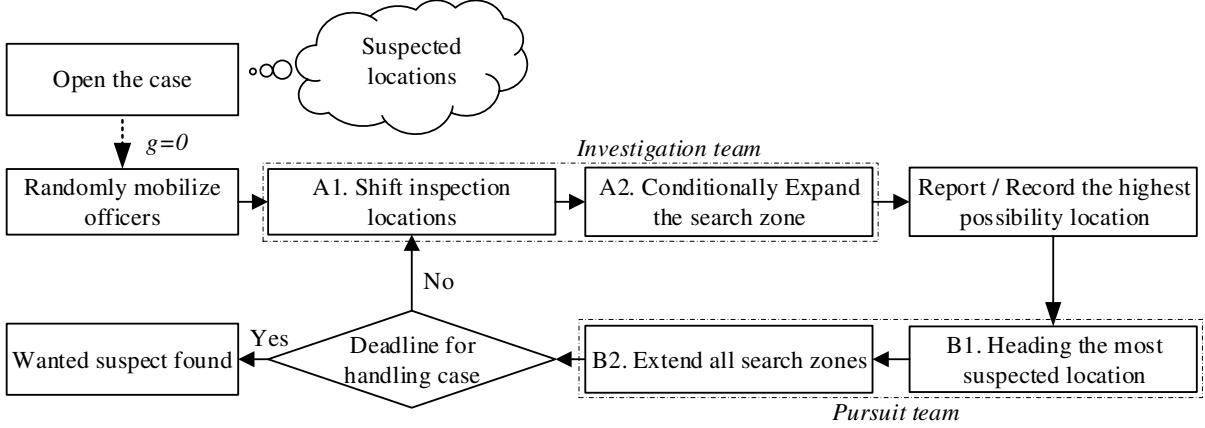 Suspected
locations
Open the case
g=0
Investigation team
Randomly mobilize
officers
A1. Shift inspection
locations
A2. Conditionally Expand
the search zone
Report / Record the highest
possibility location
No
Wanted suspect found
Yes
Deadline for
handling case
B2. Extend all search zones
B1. Heading the most
suspected location
Pursuit team